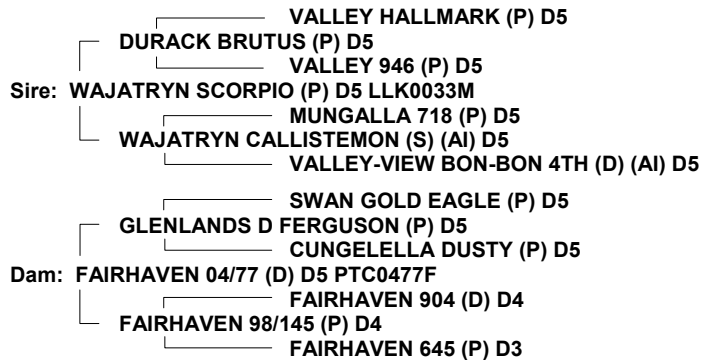 VALLEY HALLMARK (P) D5
DURACK BRUTUS (P) D5
VALLEY 946 (P) D5
Sire: WAJATRYN SCORPIO (P) D5 LLK0033M
MUNGALLA 718 (P) D5
WAJATRYN CALLISTEMON (S) (AI) D5
VALLEY-VIEW BON-BON 4TH (D) (AI) D5
SWAN GOLD EAGLE (P) D5
GLENLANDS D FERGUSON (P) D5
CUNGELELLA DUSTY (P) D5
Dam: FAIRHAVEN 04/77 (D) D5 PTC0477F
FAIRHAVEN 904 (D) D4
FAIRHAVEN 98/145 (P) D4
FAIRHAVEN 645 (P) D3